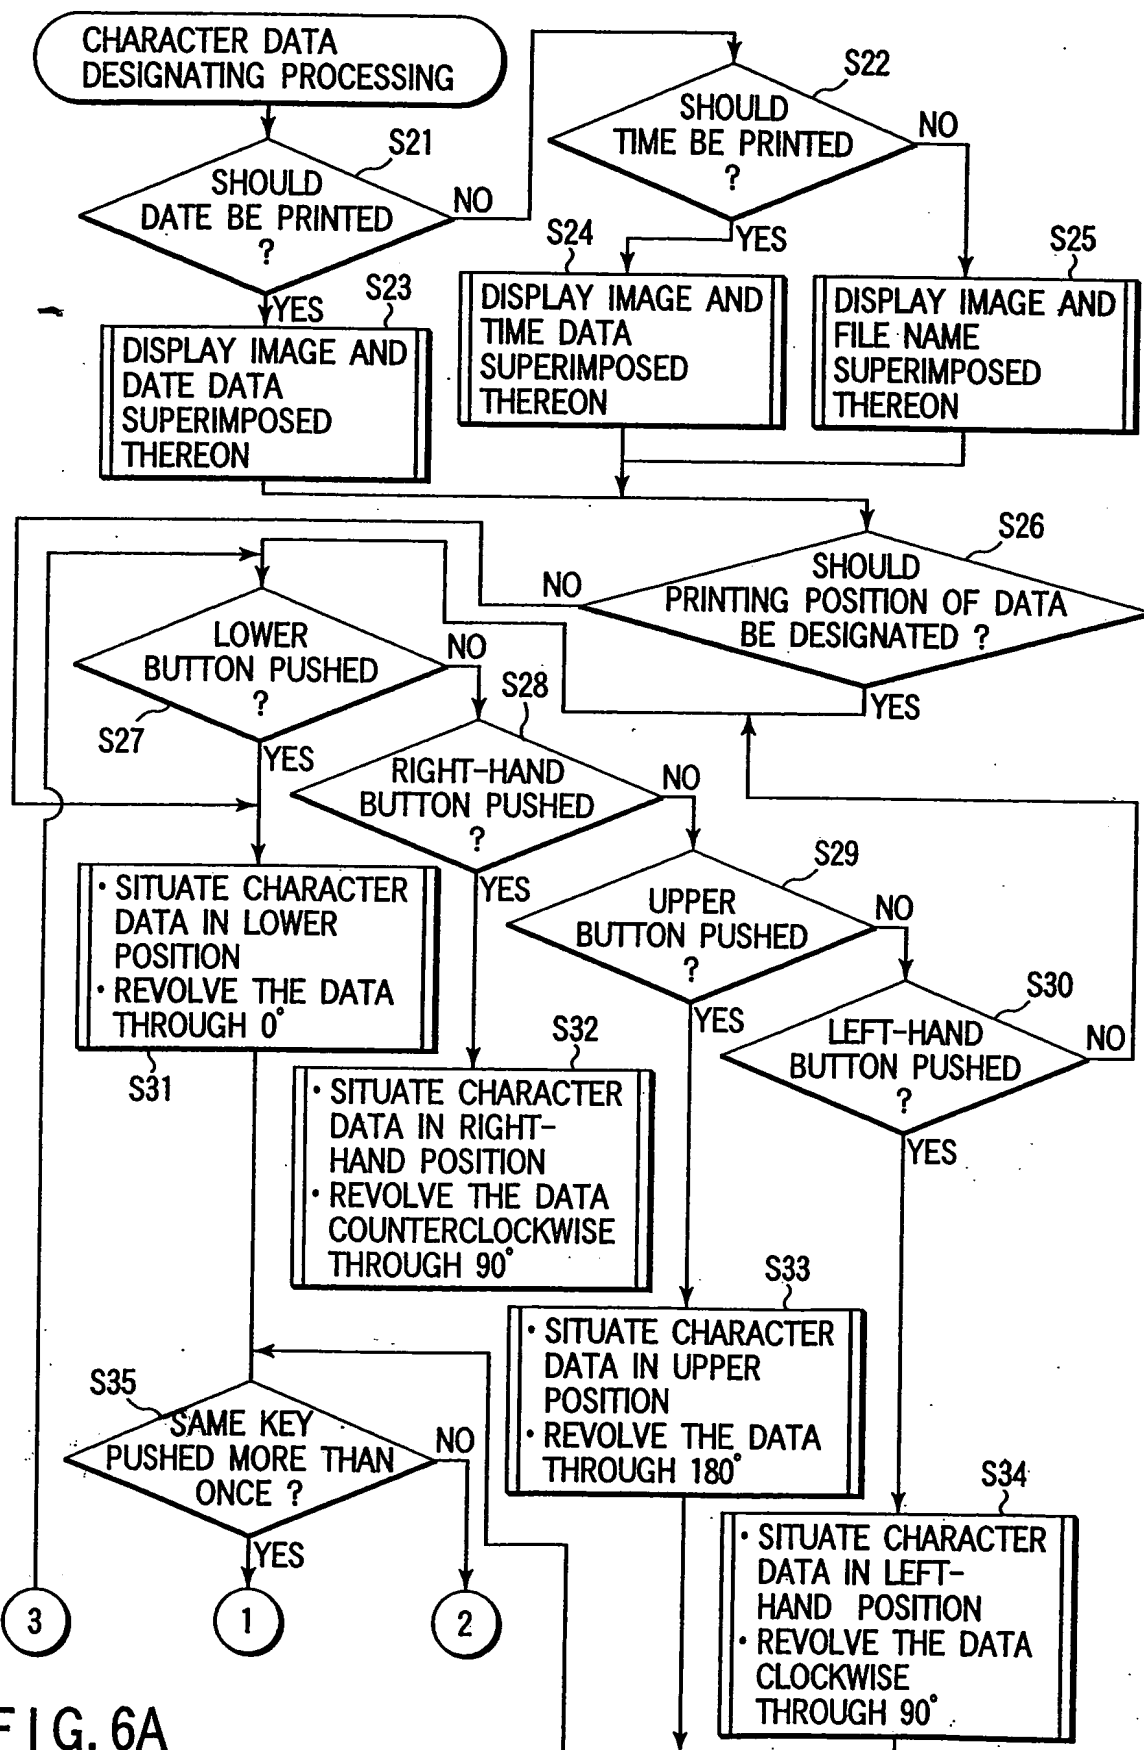 CHARACTER DATA
DESIGNATING PROCESSING
S21
SHOULD
DATE BE PRINTED
?
NO
YES
S22
SHOULD
TIME BE PRINTED
?
NO
YES
S23
DISPLAY IMAGE AND
DATE DATA
SUPERIMPOSED
THEREON
S24
DISPLAY IMAGE AND
TIME DATA
SUPERIMPOSED
THEREON
S25
DISPLAY IMAGE AND
FILE NAME
SUPERIMPOSED
THEREON
S26
SHOULD
PRINTING POSITION OF DATA
BE DESIGNATED ?
NO
YES
LOWER
BUTTON PUSHED
?
S27
NO
YES
S28
RIGHT-HAND
BUTTON PUSHED
?
NO
YES
S29
UPPER
BUTTON PUSHED
?
NO
YES
S30
LEFT-HAND
BUTTON PUSHED
?
NO
YES
• SITUATE CHARACTER
DATA IN LOWER
POSITION
• REVOLVE THE DATA
THROUGH 0°
S31
S32
• SITUATE CHARACTER
DATA IN RIGHT-
HAND POSITION
• REVOLVE THE DATA
COUNTERCLOCKWISE
THROUGH 90°
S33
• SITUATE CHARACTER
DATA IN UPPER
POSITION
• REVOLVE THE DATA
THROUGH 180°
S34
• SITUATE CHARACTER
DATA IN LEFT-
HAND POSITION
• REVOLVE THE DATA
CLOCKWISE
THROUGH 90°
S35
SAME KEY
PUSHED MORE THAN
ONCE ?
NO
YES
3
1
2
FIG. 6A